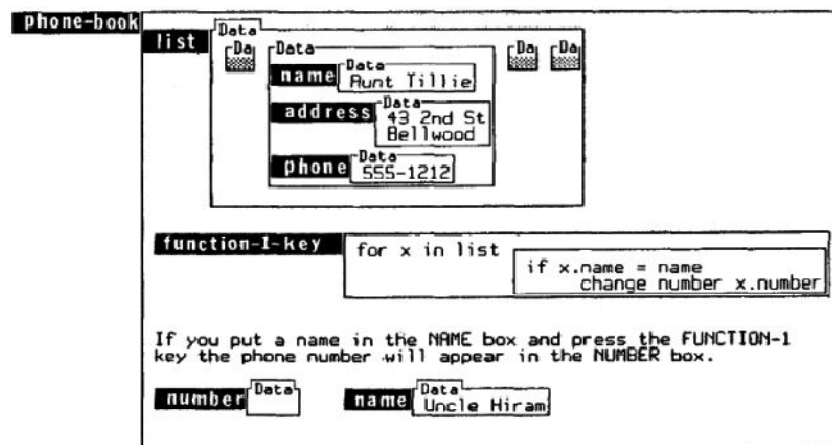 phone-book
list
Data
Da
Data
Da
Da
name
Data
Aunt Tillie
address
Data
43 2nd St
Bellwood
phone
Data
555-1212
function-1-key
for x in list
if x.name = name
change number x.number
If you put a name in the NAME box and press the FUNCTION-1
key the phone number will appear in the NUMBER box.
number
Data
name
Data
Uncle Hiram